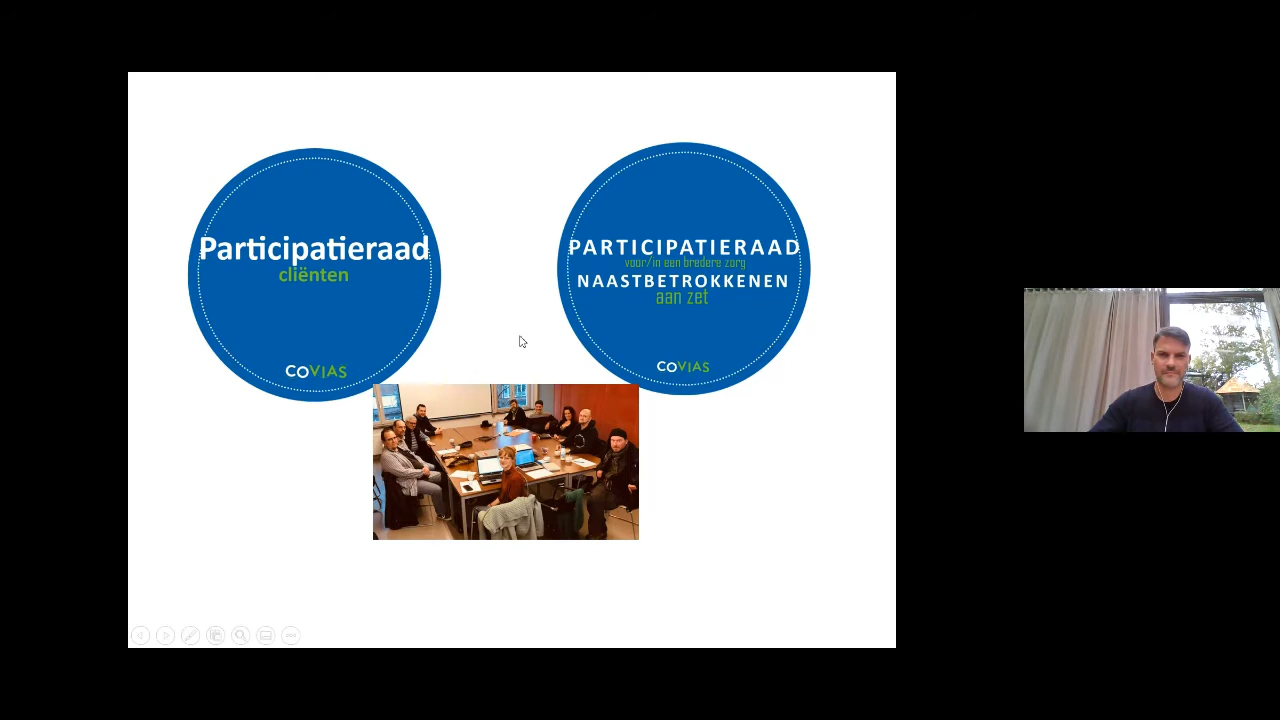 Participatieraad
cliënten
COVIAS
PARTICIPATIERAAD
voor/in een bredere zorg
NAASTBETROKKENEN
aan zet
COVIAS